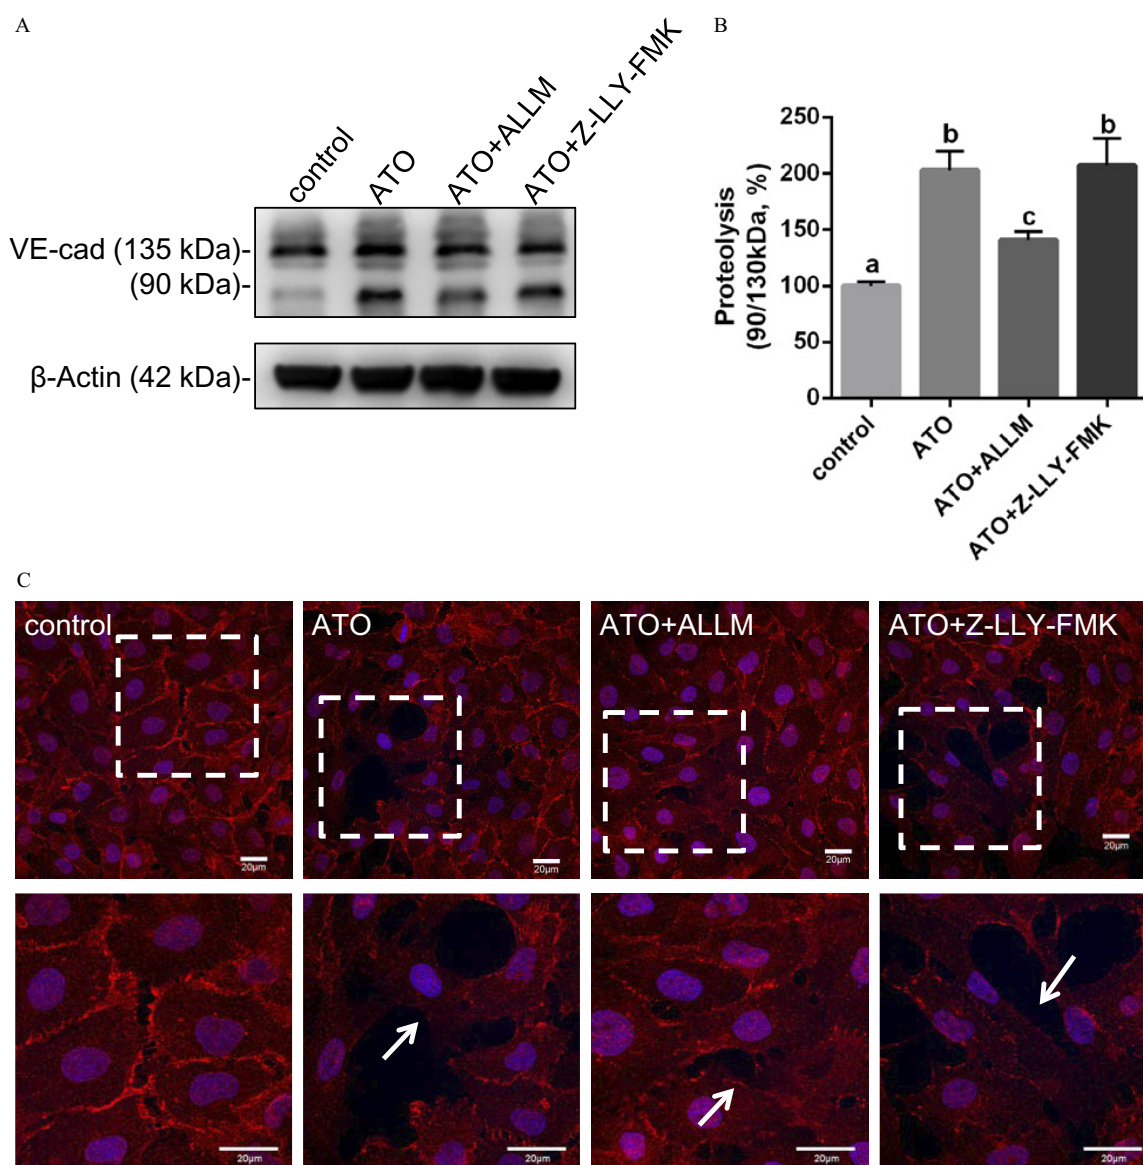 A
control
ATO
ATO+ALLM
ATO+Z-LLY-FMK
VE-cad (135 kDa)-
(90 kDa)-
β-Actin (42 kDa)-
B
Proteolysis
(90/130kDa, %)
250
200
150
100
50
0
a
b
c
b
control
ATO
ATO+ALLM
ATO+Z-LLY-FMK
C
control
ATO
ATO+ALLM
ATO+Z-LLY-FMK
20μm
20μm
20μm
20μm
20μm
20μm
20μm
20μm